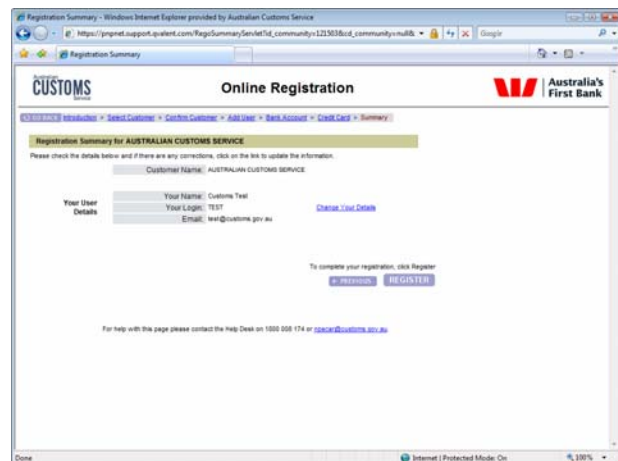 Registration Summary - Windows Internet Explorer provided by Australian Customs Service
Google
Registration Summary
Australian
CUSTOMS
Service
Online Registration
Australia's
First Bank
GO BACK Introduction > Select Customer > Confirm Customer > Add User > Bank Account > Credit Card > Summary
Registration Summary for AUSTRALIAN CUSTOMS SERVICE
Please check the details below and if there are any corrections, click on the link to update the information.
Customer Name: AUSTRALIAN CUSTOMS SERVICE
Your User
Details
Your Name: Customs Test
Your Login: TEST
Change Your Details
Email: test@customs.gov.au
To complete your registration, click Register
PREVIOUS REGISTER
For help with this page please contact the Help Desk on 1800 008 174 or
Done
Internet | Protected Mode: On
100%